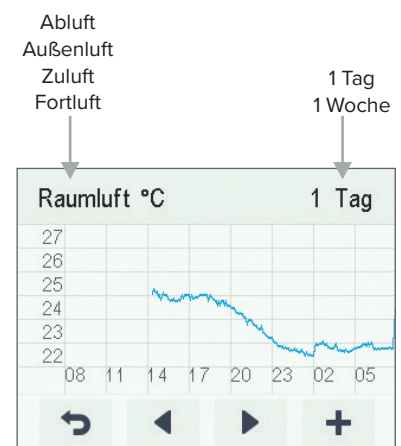 Abluft
Außenluft
Zuluft
Fortluft
1 Tag
1 Woche
Raumluft °C 1 Tag
27
26
25
24
23
22
08 11 14 17 20 23 02 05